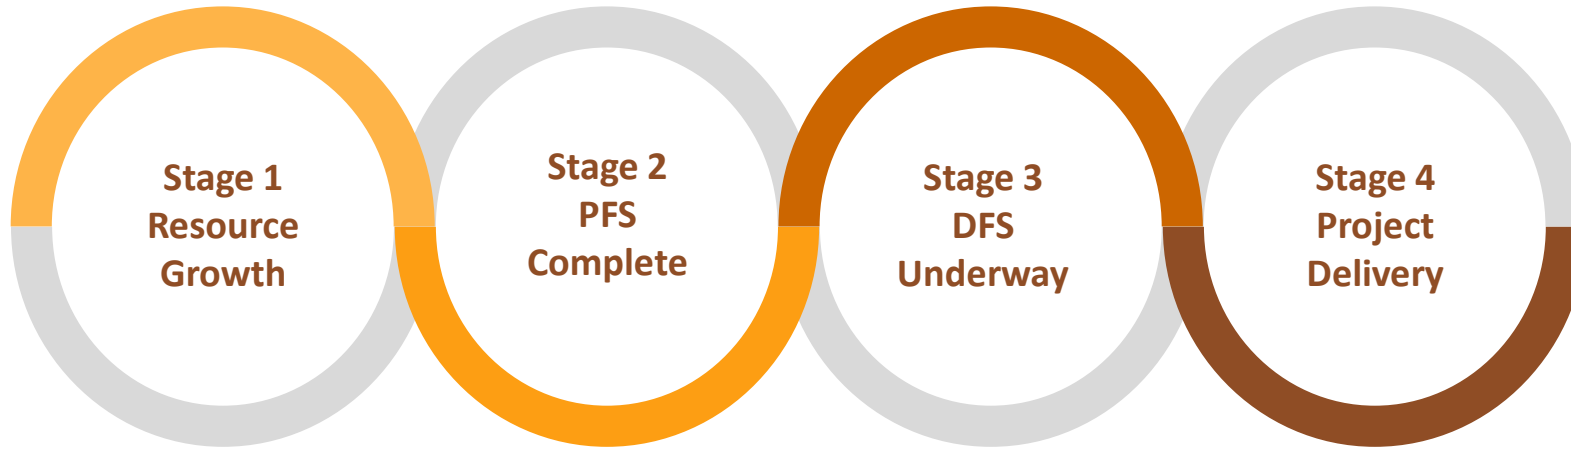 Stage 1
Resource
Growth
Stage 2
PFS
Complete
Stage 3
DFS
Underway
Stage 4
Project
Delivery